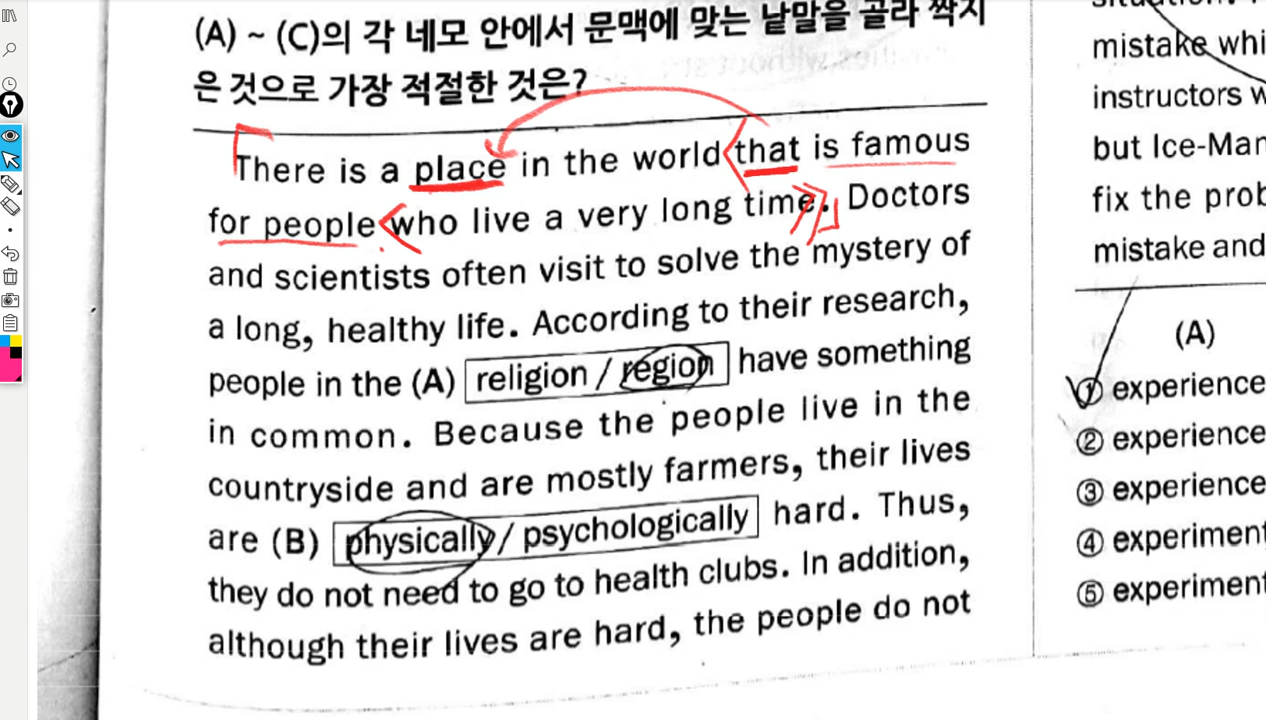 (A) ~ (C)의 각 네모 안에서 문맥에 맞는 낱말을 골라 짝지
은 것으로 가장 적절한 것은?
There is a place in the world that is famous
for people who live a very long time. Doctors
and scientists often visit to solve the mystery of
a long, healthy life. According to their research,
people in the (A) religion / region have something
in common. Because the people live in the
countryside and are mostly farmers, their lives
are (B) physically / psychologically hard. Thus,
they do not need to go to health clubs. In addition,
although their lives are hard, the people do not
mistake whi
instructors w
but Ice-Man
fix the prob
mistake and
(A)
① experience
② experience
③ experience
④ experiment
⑤ experiment